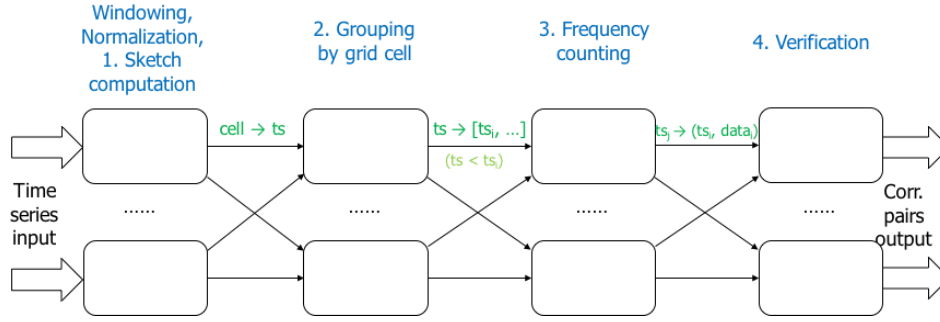 Windowing,
Normalization,
1. Sketch
computation
2. Grouping
by grid cell
3. Frequency
counting
4. Verification
cell → ts
ts → [tsᵢ, ...]
(ts < tsᵢ)
tsⱼ → (tsᵢ, dataᵢ)
Time
series
input
......
......
......
......
Corr.
pairs
output